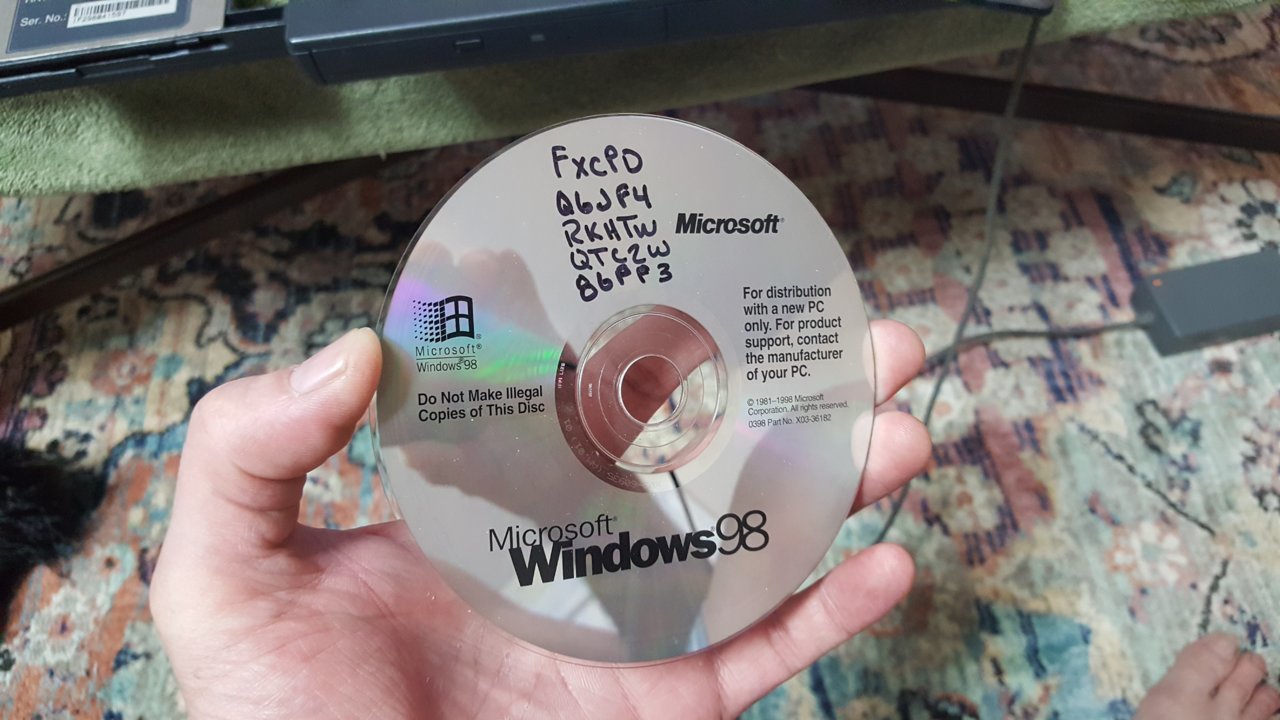 Ser. No.:
FxcPD
Q6JP4
RKHTW
QTC2W
86PP3
Microsoft®
For distribution
with a new PC
only. For product
support, contact
the manufacturer
of your PC.
© 1981–1998 Microsoft
Corporation. All rights reserved.
0398 Part No. X03-36182
Microsoft®
Windows®98
Do Not Make Illegal
Copies of This Disc
Microsoft®
Windows®98